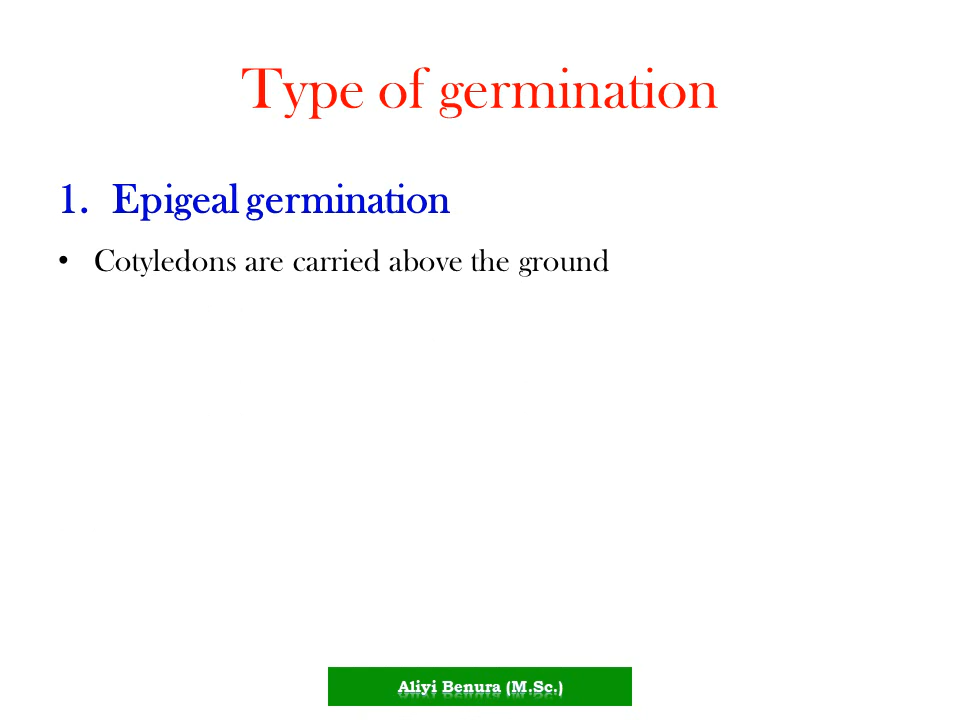 Type of germination
1. Epigeal germination
• Cotyledons are carried above the ground
Aliyi Benura (M.Sc.)